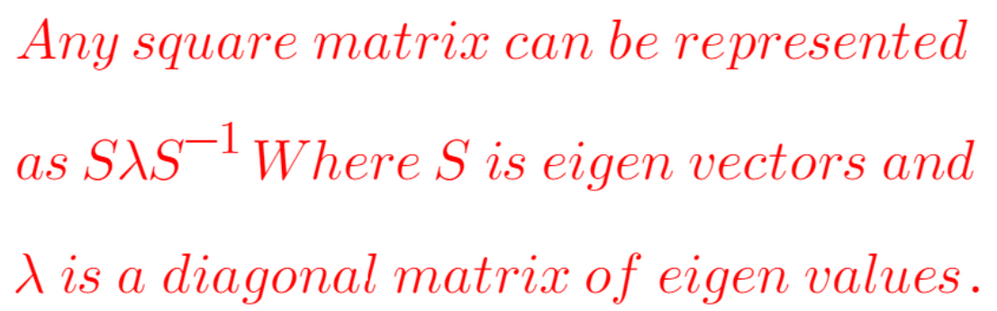 Any square matrix can be represented
as SλS⁻¹ Where S is eigen vectors and
λ is a diagonal matrix of eigen values.